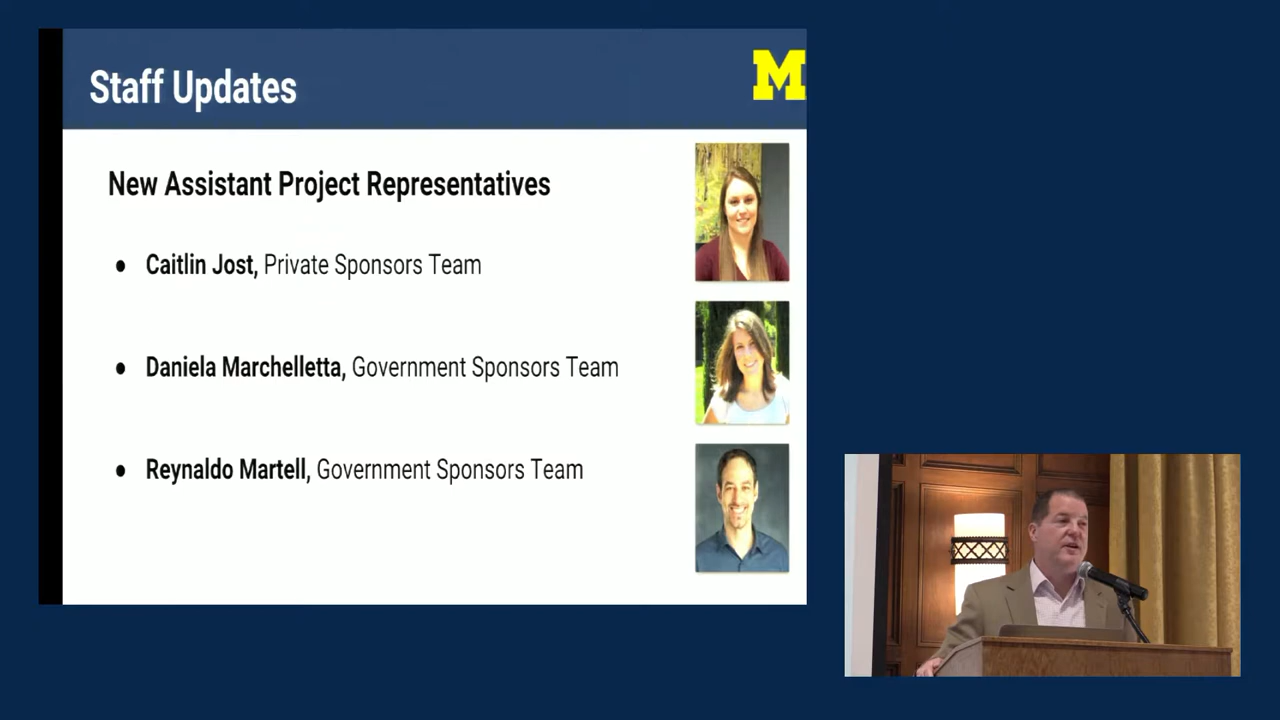 Staff Updates
M
New Assistant Project Representatives
● Caitlin Jost, Private Sponsors Team
● Daniela Marchelletta, Government Sponsors Team
● Reynaldo Martell, Government Sponsors Team